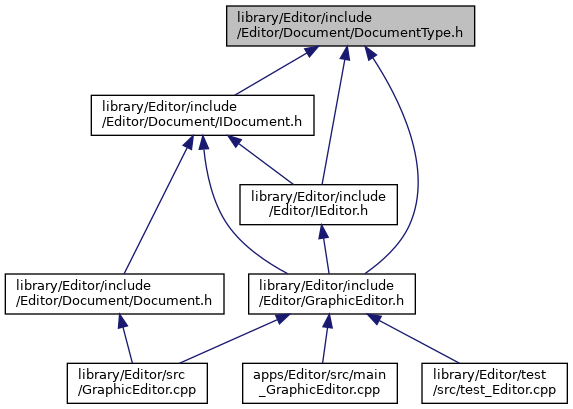 library/Editor/include
/Editor/Document/DocumentType.h
library/Editor/include
/Editor/Document/IDocument.h
library/Editor/include
/Editor/IEditor.h
library/Editor/include
/Editor/Document/Document.h
library/Editor/include
/Editor/GraphicEditor.h
library/Editor/src
/GraphicEditor.cpp
apps/Editor/src/main
_GraphicEditor.cpp
library/Editor/test
/src/test_Editor.cpp